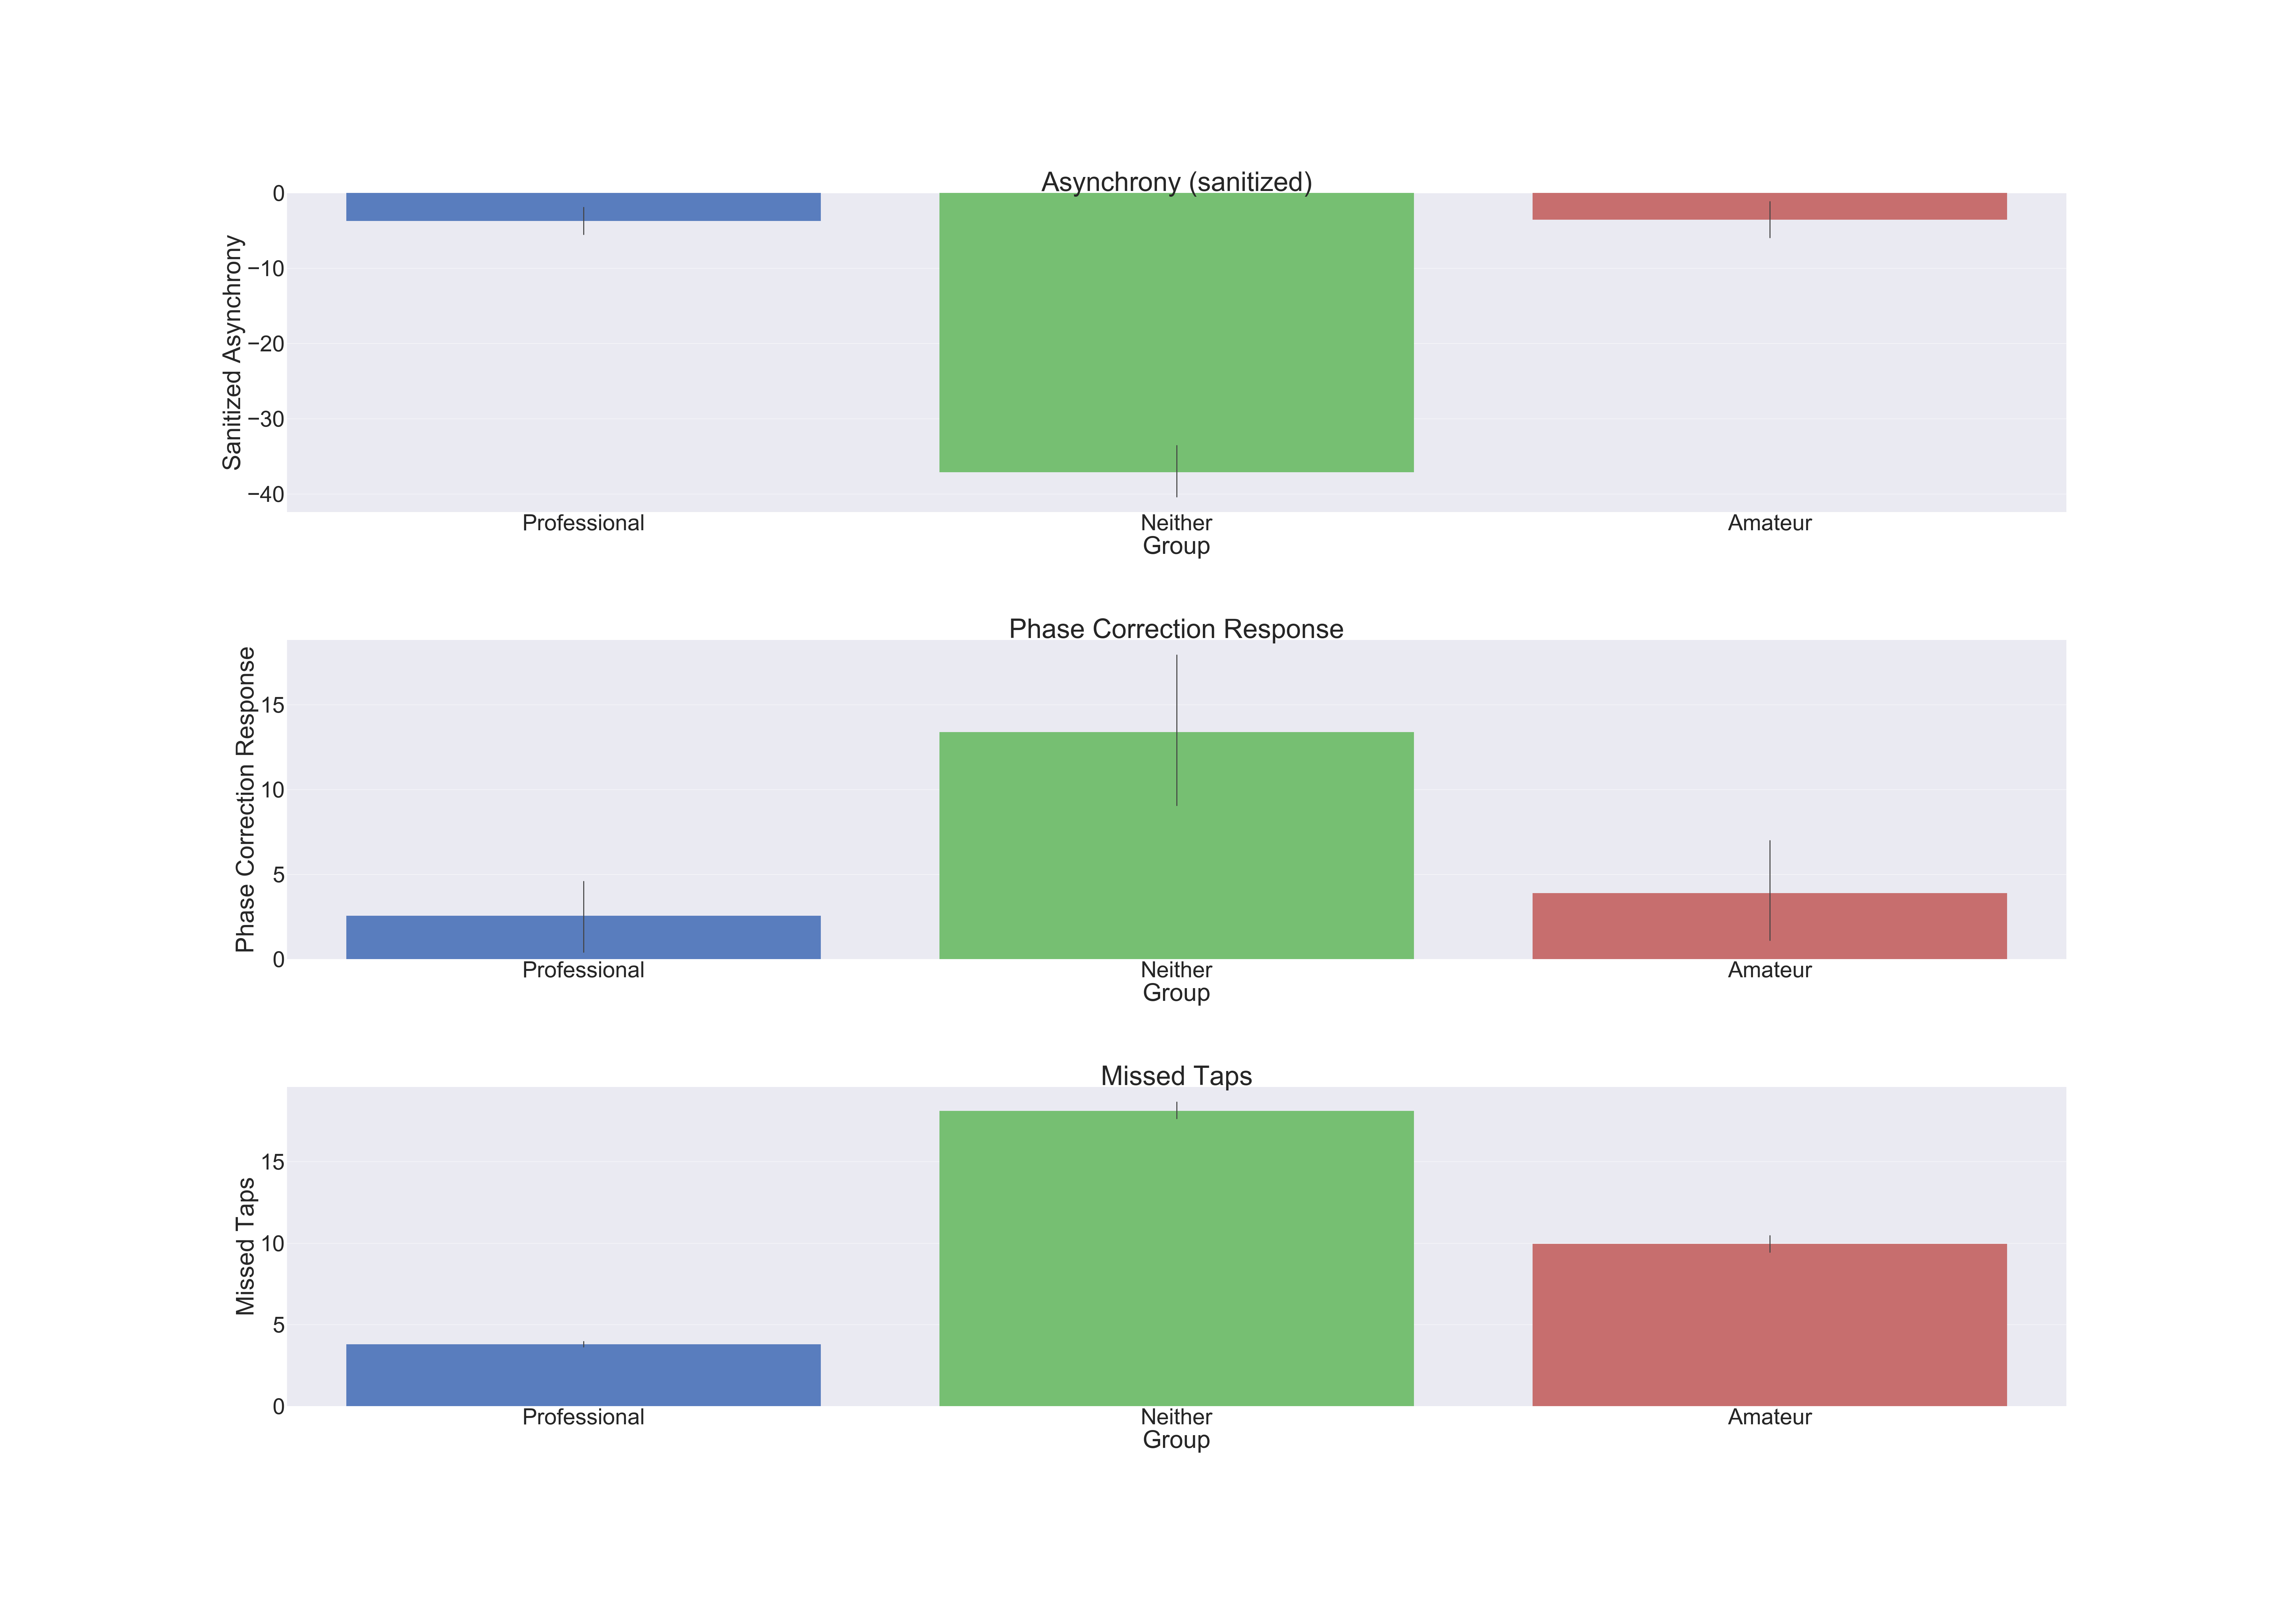 Asynchrony (sanitized)
Sanitized Asynchrony
0
−10
−20
−30
−40
Professional Neither Amateur
Group
Phase Correction Response
Phase Correction Response
15
10
5
0
Professional Neither Amateur
Group
Missed Taps
Missed Taps
15
10
5
0
Professional Neither Amateur
Group